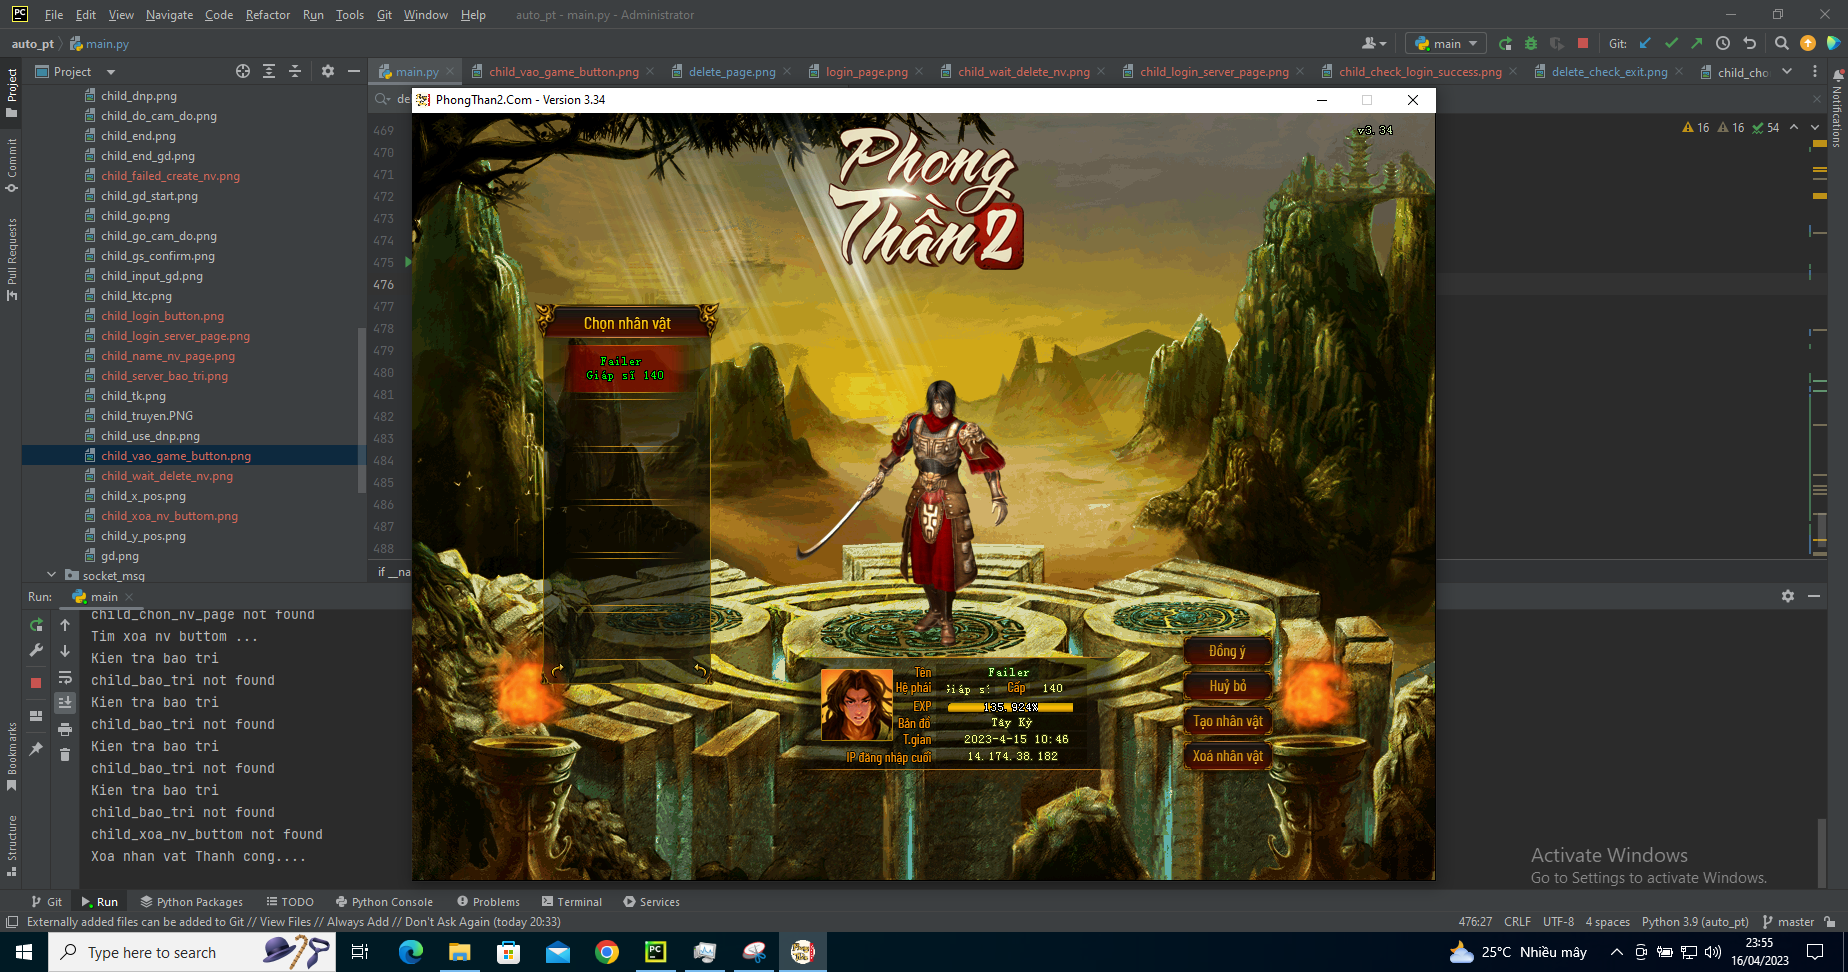 File Edit View Navigate Code Refactor Run Tools Git Window Help auto_pt - main.py - Administrator
auto_pt main.py main Git:
Project main.py child_vao_game_button.png delete_page.png login_page.png child_wait_delete_nv.png child_login_server_page.png child_check_login_success.png delete_check_exit.png child_cho
Project
Commit
Pull Requests
Bookmarks
Structure
Notifications
child_dnp.png
child_do_cam_do.png
child_end.png
child_end_gd.png
child_failed_create_nv.png
child_gd_start.png
child_go.png
child_go_cam_do.png
child_gs_confirm.png
child_input_gd.png
child_ktc.png
child_login_button.png
child_login_server_page.png
child_name_nv_page.png
child_server_bao_tri.png
child_tk.png
child_truyen.PNG
child_use_dnp.png
child_vao_game_button.png
child_wait_delete_nv.png
child_x_pos.png
child_xoa_nv_buttom.png
child_y_pos.png
gd.png
socket_msg
de
16 16 54
469
470
471
472
473
474
475
476
477
478
479
480
481
482
483
484
485
486
487
488
if __na
PhongThan2.Com - Version 3.34
v3.34
Phong
Thần 2
Chọn nhân vật
Failer
Giáp sĩ 140
Tên Failer
Hệ phái Giáp s Cấp 140
EXP 135.924%
Bản đồ Tây Kỳ
T.gian 2023-4-15 10:46
IP đăng nhập cuối 14.174.38.182
Đồng ý
Huỷ bỏ
Tạo nhân vật
Xoá nhân vật
Run: main
child_chon_nv_page not found
Tim xoa nv buttom ...
Kien tra bao tri
child_bao_tri not found
Kien tra bao tri
child_bao_tri not found
Kien tra bao tri
child_bao_tri not found
Kien tra bao tri
child_bao_tri not found
child_xoa_nv_buttom not found
Xoa nhan vat Thanh cong....
Activate Windows
Go to Settings to activate Windows.
Git Run Python Packages TODO Python Console Problems Terminal Services
Externally added files can be added to Git // View Files // Always Add // Don't Ask Again (today 20:33)
476:27 CRLF UTF-8 4 spaces Python 3.9 (auto_pt) master
Type here to search
25°C Nhiều mây
23:55
16/04/2023